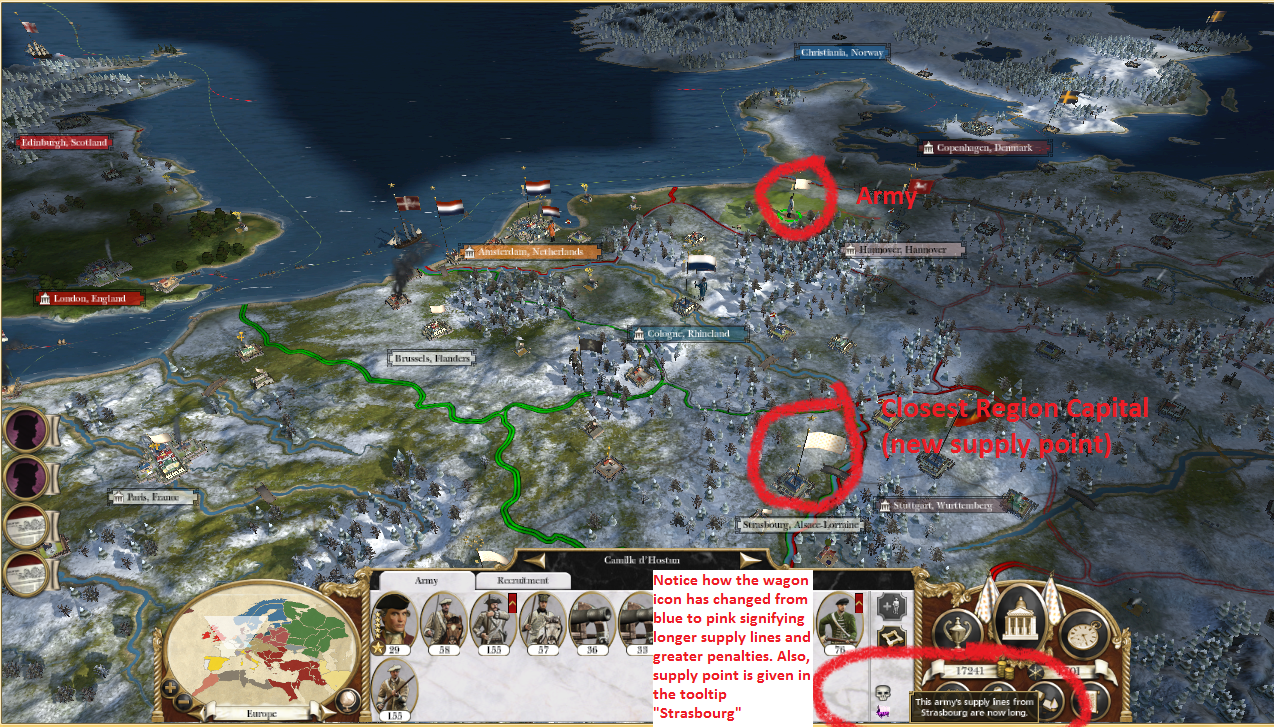 Christiania, Norway
Edinburgh, Scotland
Copenhagen, Denmark
Army
Amsterdam, Netherlands
Hannover, Hannover
London, England
Cologne, Rhineland
Brussels, Flanders
Closest Region Capital
(new supply point)
Paris, France
Stuttgart, Wurttemberg
Strasbourg, Alsace-Lorraine
Camille d'Hostun
Army
Recruitment
Notice how the wagon
icon has changed from
blue to pink signifying
longer supply lines and
greater penalties. Also,
supply point is given in
the tooltip
"Strasbourg"
29
58
155
57
36
76
155
17241
This army's supply lines from
Strasbourg are now long.
Europe